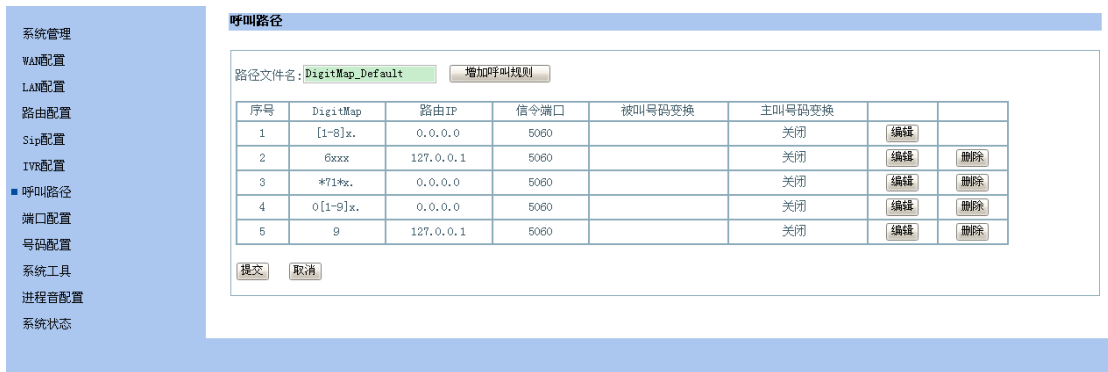 系统管理
WAN配置
LAN配置
路由配置
Sip配置
IVR配置
呼叫路径
端口配置
号码配置
系统工具
进程音配置
系统状态
呼叫路径
路径文件名: DigitMap_Default 增加呼叫规则
序号 DigitMap 路由IP 信令端口 被叫号码变换 主叫号码变换
1 [1-8]x. 0.0.0.0 5060 关闭 编辑
2 6xxx 127.0.0.1 5060 关闭 编辑 删除
3 *71*x. 0.0.0.0 5060 关闭 编辑 删除
4 0[1-9]x. 0.0.0.0 5060 关闭 编辑 删除
5 9 127.0.0.1 5060 关闭 编辑 删除
提交 取消